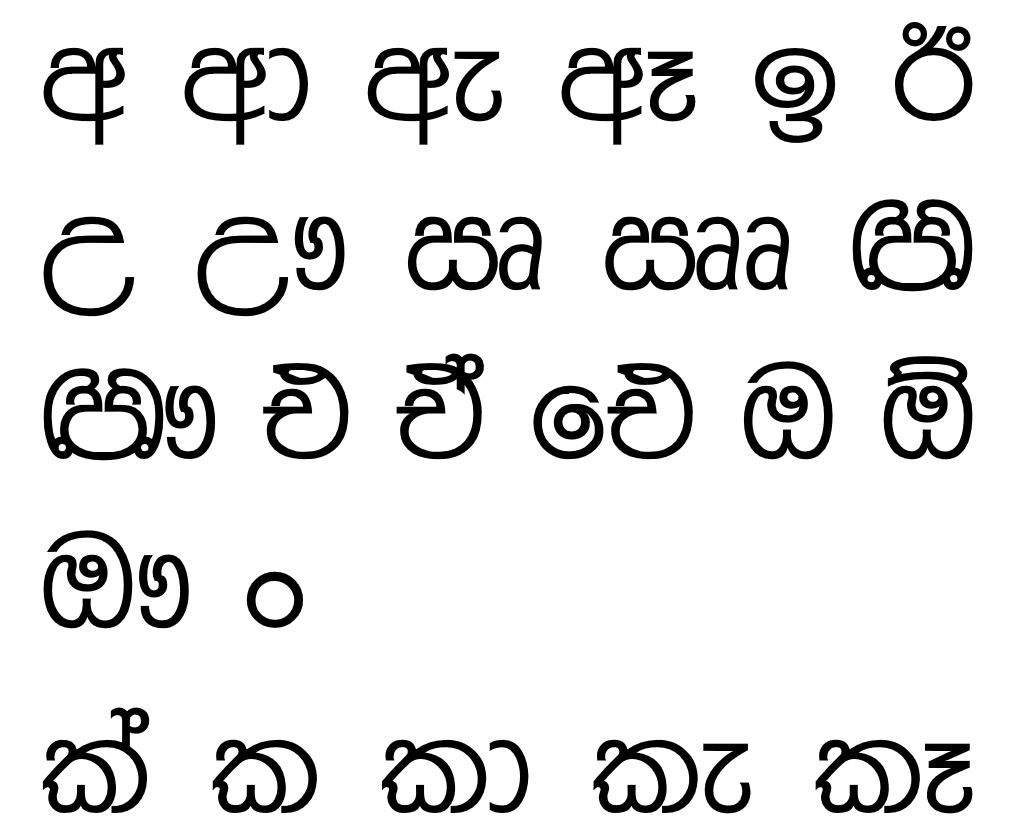 අ ආ ඇ ඈ ඉ ඊ
උ ඌ ඍ ඎ ඏ
ඐ එ ඒ ඓ ඔ ඕ
ඖ ං
ක් ක කා කැ කෑ